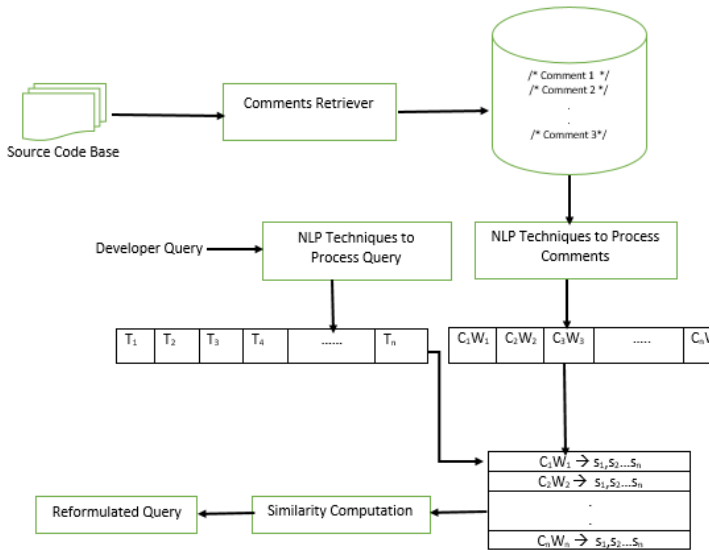 /* Comment 1 */
/* Comment 2 */
.
.
/* Comment 3*/
Comments Retriever
Source Code Base
Developer Query
NLP Techniques to
Process Query
NLP Techniques to Process
Comments
T₁ T₂ T₃ T₄ ...... Tₙ
C₁W₁ C₂W₂ C₃W₃ ..... CₙW
C₁W₁ → s₁,s₂...sₙ
C₂W₂ → s₁,s₂...sₙ
.
.
CₙWₙ → s₁,s₂...sₙ
Similarity Computation
Reformulated Query